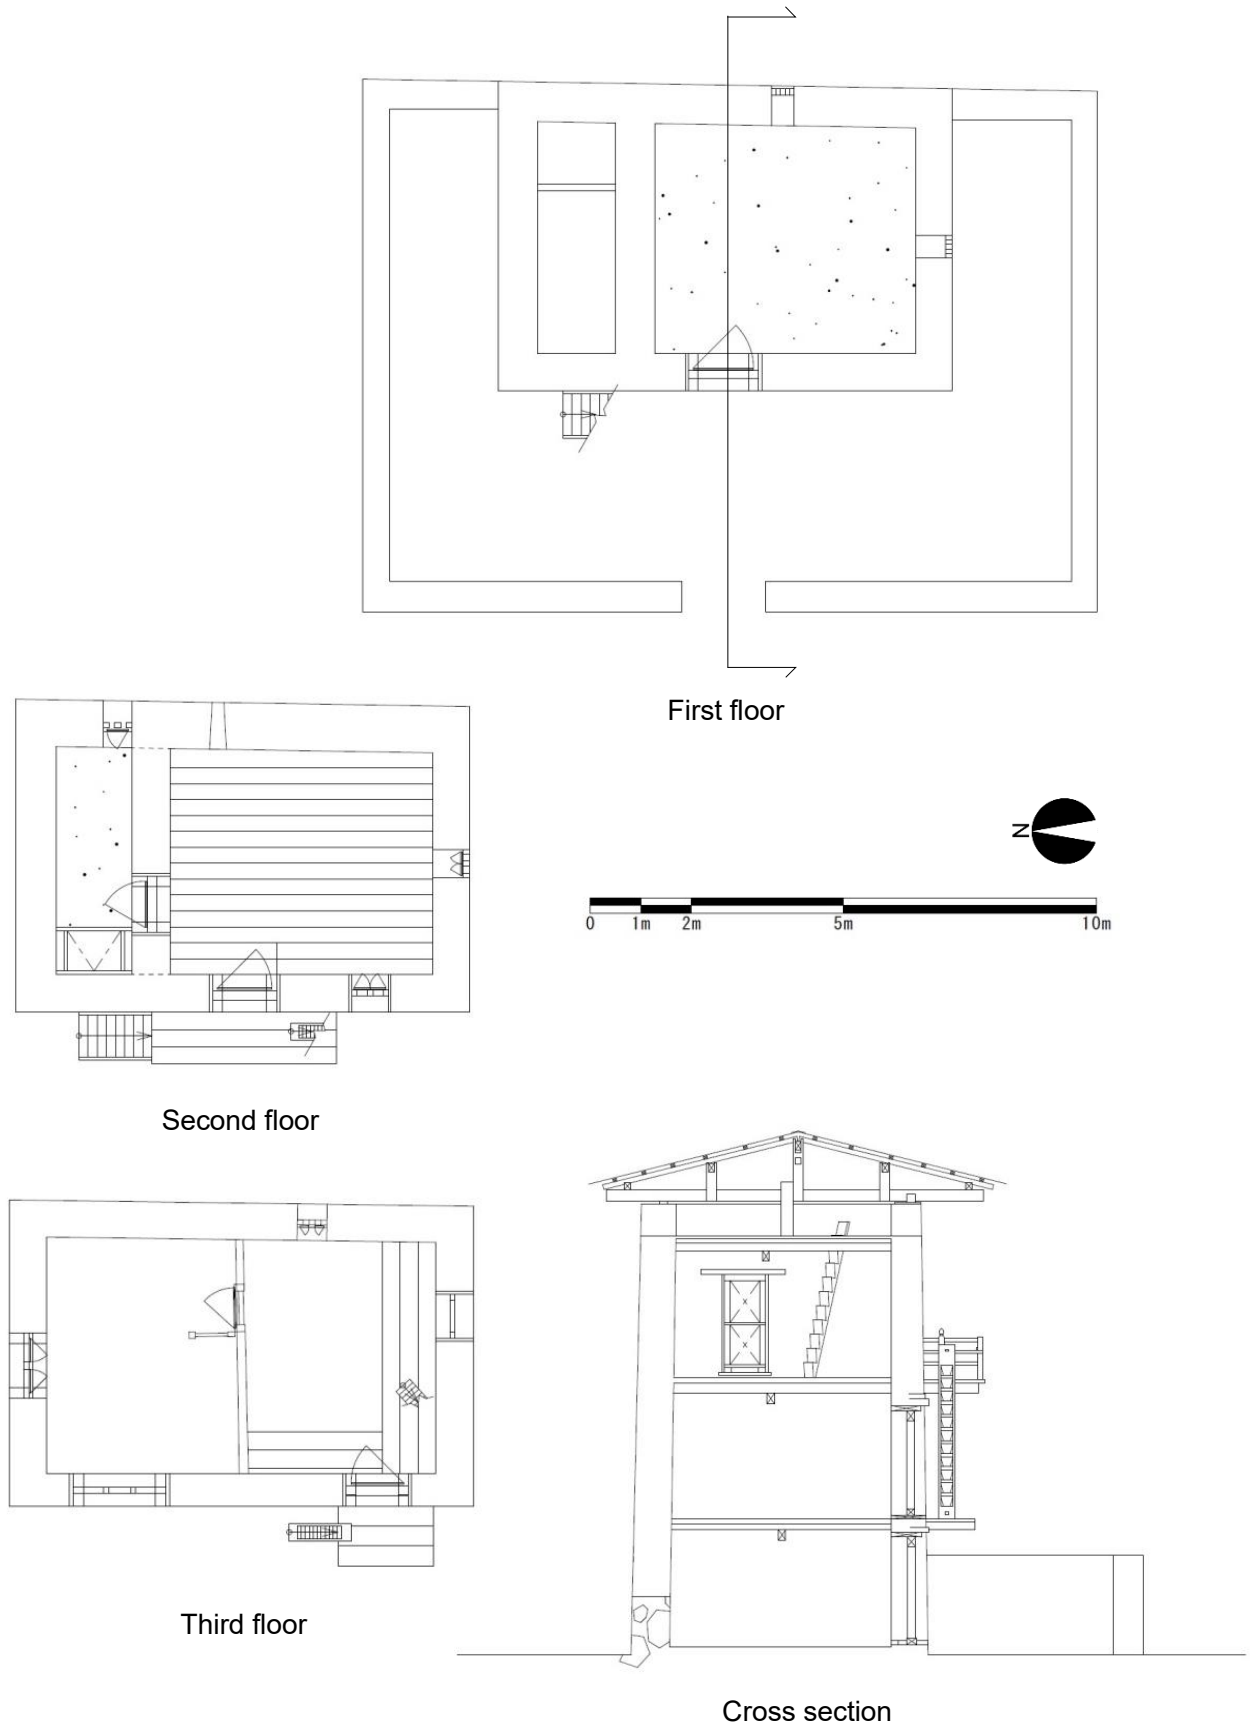 First floor
N
0 1m 2m 5m 10m
Second floor
Third floor
Cross section